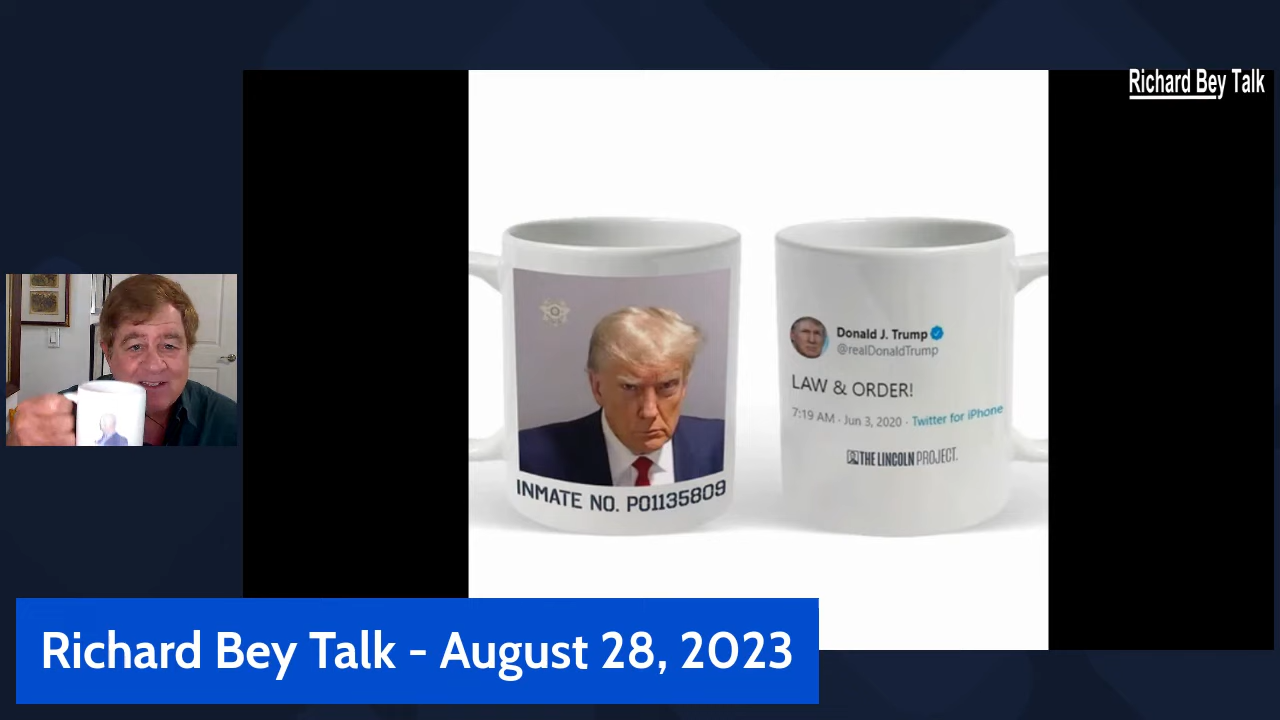 Richard Bey Talk
Donald J. Trump
@realDonaldTrump
LAW & ORDER!
7:19 AM · Jun 3, 2020 · Twitter for iPhone
THE LINCOLN PROJECT.
INMATE NO. P01135809
Richard Bey Talk - August 28, 2023